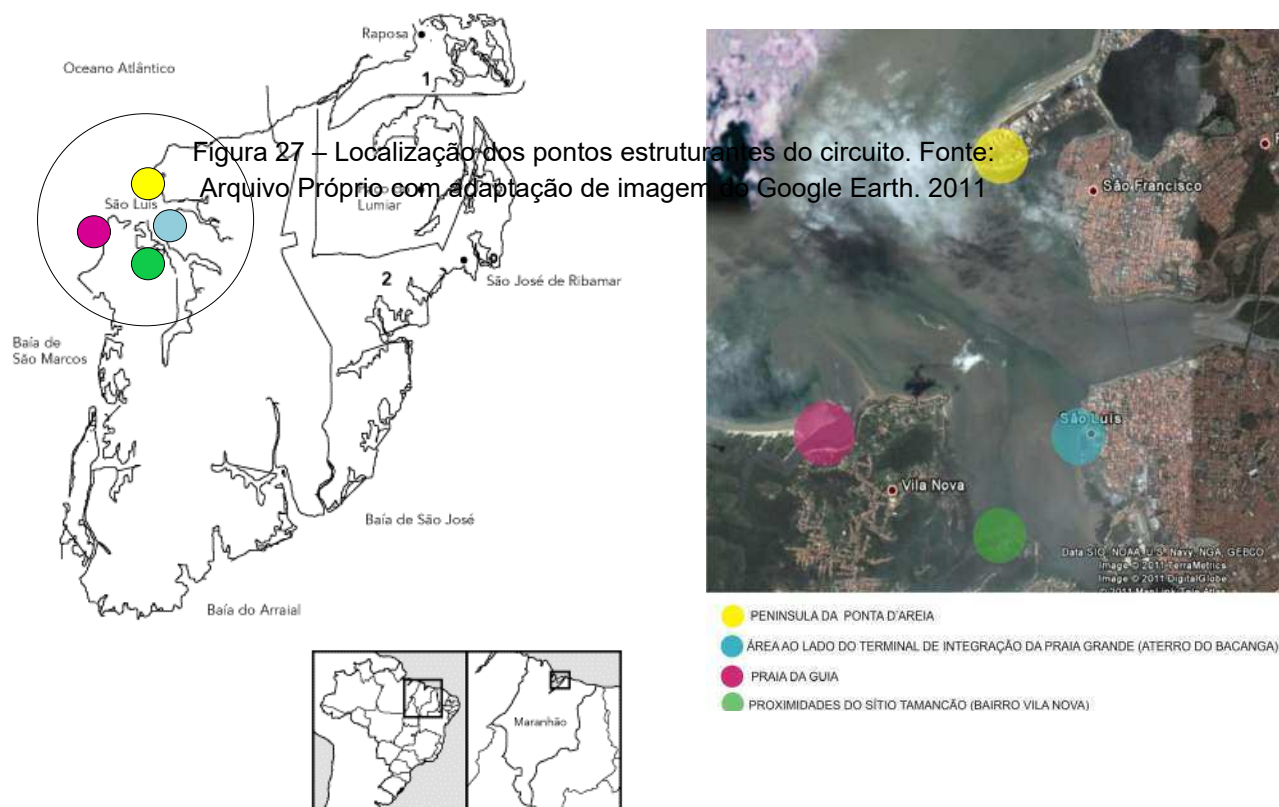 Raposa
Oceano Atlântico
1
Figura 27 – Localização dos pontos estruturantes do circuito. Fonte:
Arquivo Próprio com adaptação de imagem do Google Earth. 2011
Lumiar
São Luís
2
São José de Ribamar
Baía de
São Marcos
Baía de São José
Baía do Arraial
Maranhão
São Francisco
São Luís
Vila Nova
Data SIO, NOAA, U.S. Navy, NGA, GEBCO
Image © 2011 TerraMetrics
Image © 2011 DigitalGlobe
© 2011 MapLink/Tele Atlas
PENINSULA DA PONTA D'AREIA
ÁREA AO LADO DO TERMINAL DE INTEGRAÇÃO DA PRAIA GRANDE (ATERRO DO BACANGA)
PRAIA DA GUIA
PROXIMIDADES DO SÍTIO TAMANCÃO (BAIRRO VILA NOVA)